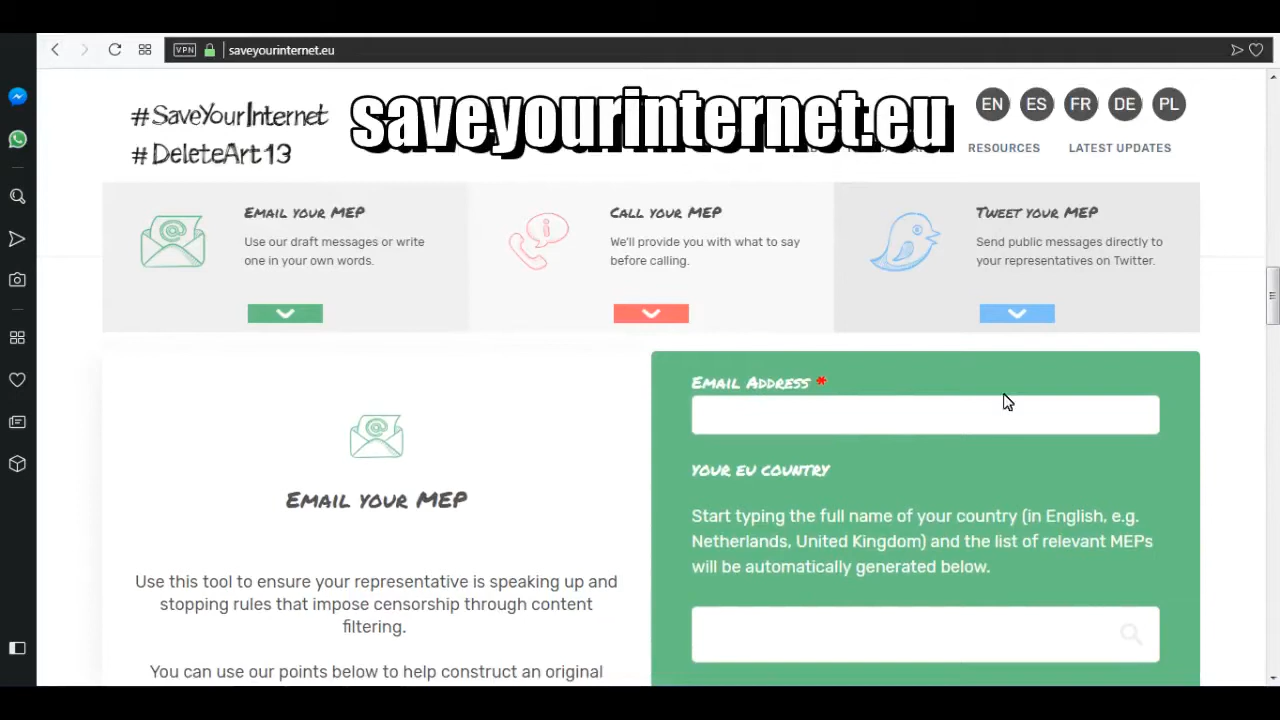 VPN saveyourinternet.eu
#SaveYourInternet
#DeleteArt13
saveyourinternet.eu
EN ES FR DE PL
RESOURCES LATEST UPDATES
Email your MEP
Use our draft messages or write
one in your own words.
Call your MEP
We'll provide you with what to say
before calling.
Tweet your MEP
Send public messages directly to
your representatives on Twitter.
Email your MEP
Use this tool to ensure your representative is speaking up and
stopping rules that impose censorship through content
filtering.
You can use our points below to help construct an original
Email Address *
Your EU country
Start typing the full name of your country (in English, e.g.
Netherlands, United Kingdom) and the list of relevant MEPs
will be automatically generated below.